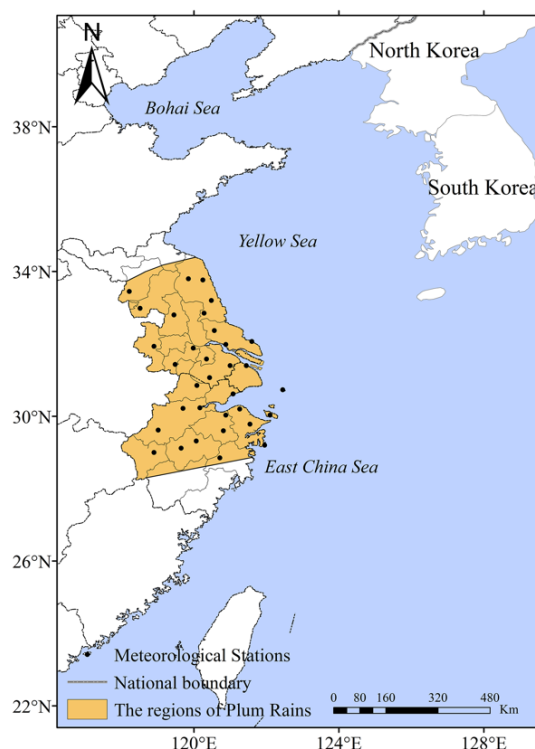 N
North Korea
Bohai Sea
38°N
South Korea
Yellow Sea
34°N
30°N
East China Sea
26°N
Meteorological Stations
National boundary
The regions of Plum Rains
0 80 160 320 480
Km
22°N
120°E 124°E 128°E